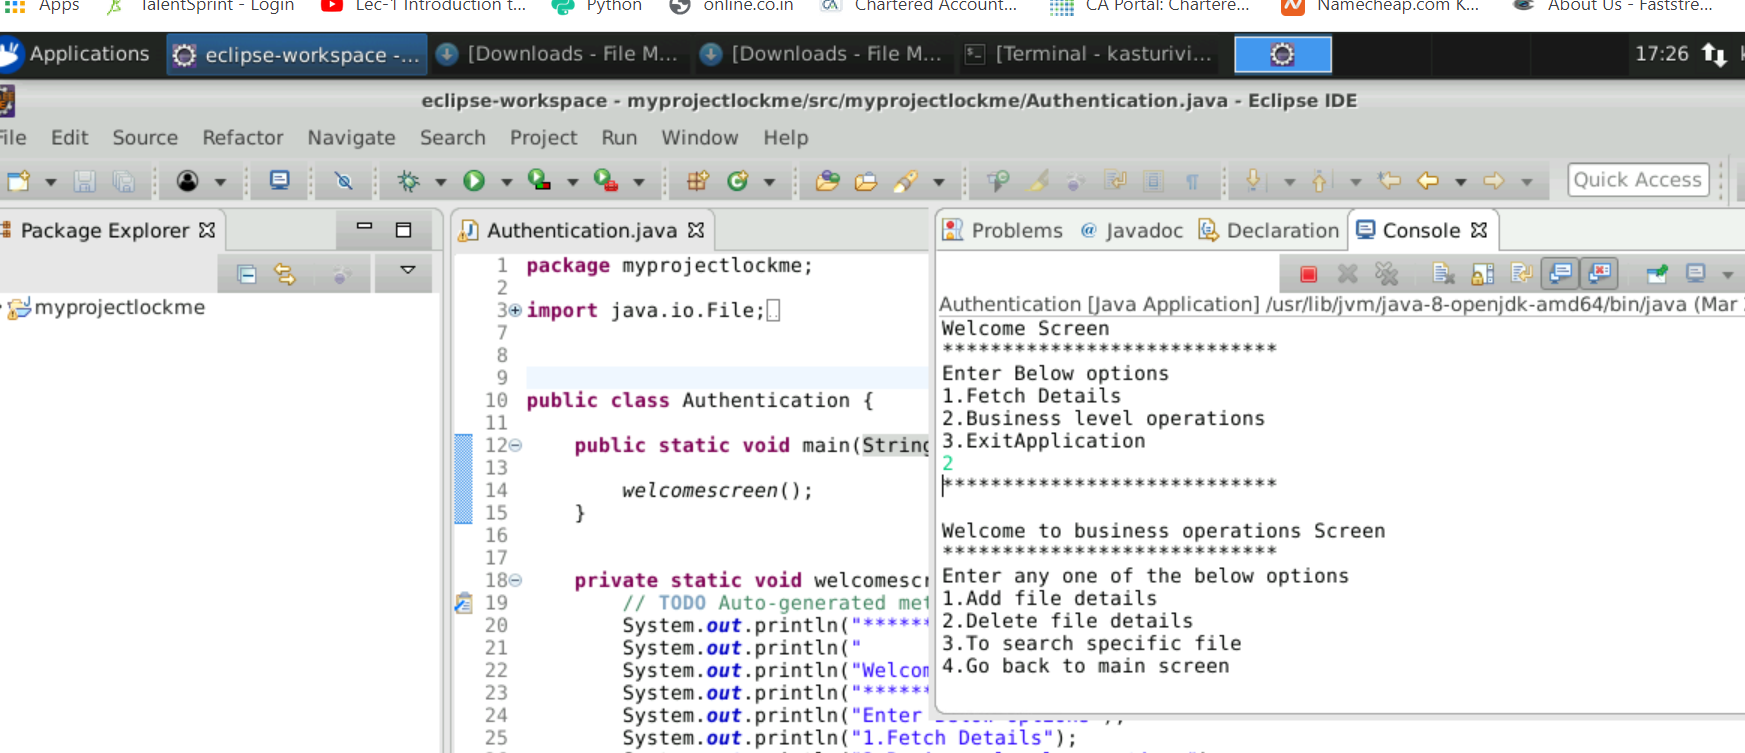 Apps TalentSprint - Login Lec-1 Introduction t... Python online.co.in Chartered Account... CA Portal: Chartere... Namecheap.com K... About Us - Faststre...
Applications eclipse-workspace -... [Downloads - File M... [Downloads - File M... [Terminal - kasturivi... 17:26
eclipse-workspace - myprojectlockme/src/myprojectlockme/Authentication.java - Eclipse IDE
File Edit Source Refactor Navigate Search Project Run Window Help
Quick Access
Package Explorer
myprojectlockme
Authentication.java
1 package myprojectlockme;
2
3 import java.io.File;
7
8
9
10 public class Authentication {
11
12 public static void main(String
13
14 welcomescreen();
15 }
16
17
18 private static void welcomescr
19 // TODO Auto-generated met
20 System.out.println("******
21 System.out.println("
22 System.out.println("Welcom
23 System.out.println("******
24 System.out.println("Enter Below options");
25 System.out.println("1.Fetch Details");
Problems @ Javadoc Declaration Console
Authentication [Java Application] /usr/lib/jvm/java-8-openjdk-amd64/bin/java (Mar
Welcome Screen
****************************
Enter Below options
1.Fetch Details
2.Business level operations
3.ExitApplication
2
****************************
Welcome to business operations Screen
****************************
Enter any one of the below options
1.Add file details
2.Delete file details
3.To search specific file
4.Go back to main screen